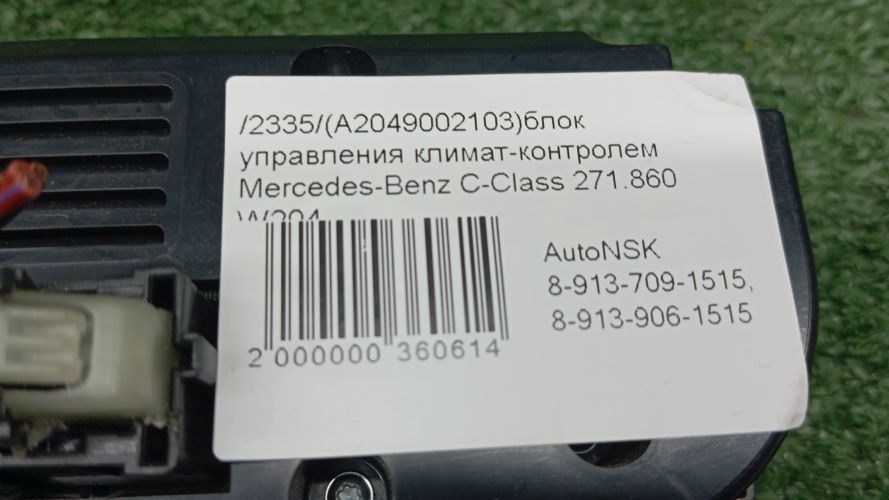 /2335/(A2049002103)блок
управления климат-контролем
Mercedes-Benz C-Class 271.860
W204
AutoNSK
8-913-709-1515,
8-913-906-1515
2 000000 360614